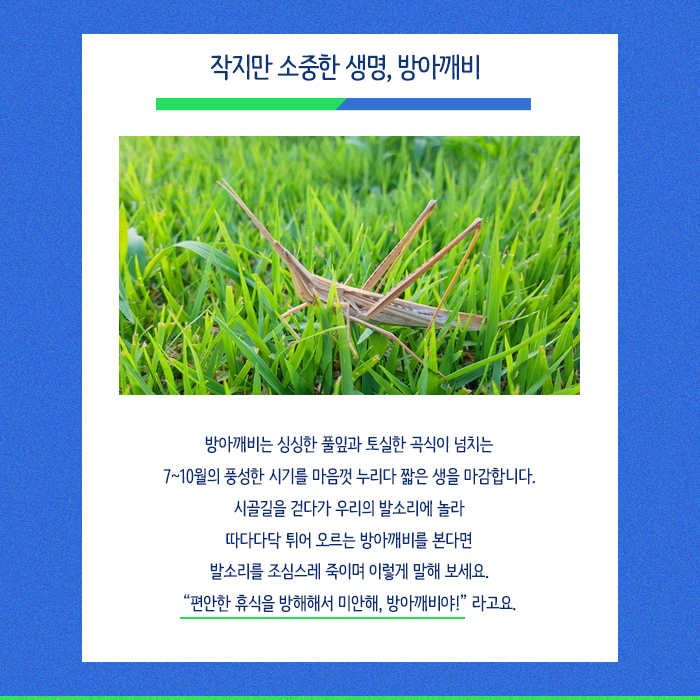 작지만 소중한 생명, 방아깨비
방아깨비는 싱싱한 풀잎과 토실한 곡식이 넘치는
7~10월의 풍성한 시기를 마음껏 누리다 짧은 생을 마감합니다.
시골길을 걷다가 우리의 발소리에 놀라
따다다닥 튀어 오르는 방아깨비를 본다면
발소리를 조심스레 죽이며 이렇게 말해 보세요.
“편안한 휴식을 방해해서 미안해, 방아깨비야!” 라고요.